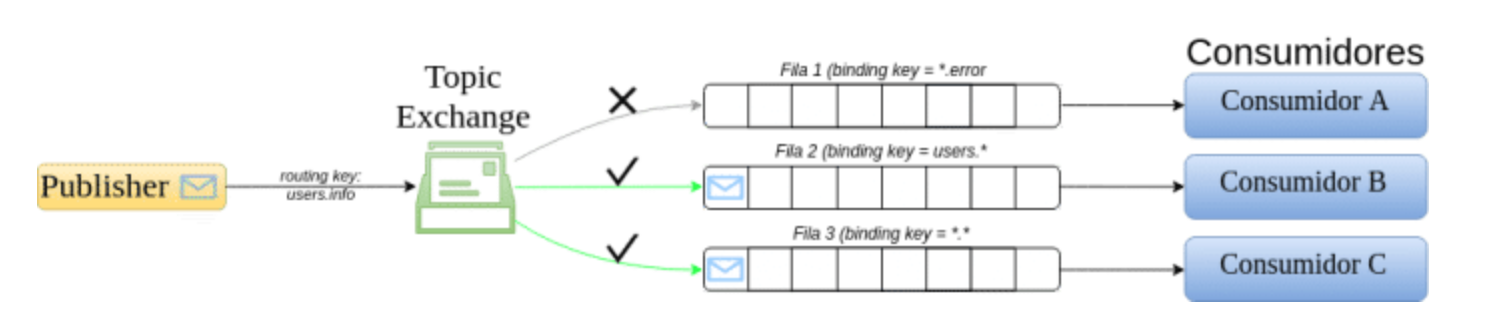 Consumidores
Topic
Exchange
Publisher
routing key:
users.info
Fila 1 (binding key = *.error
Consumidor A
Fila 2 (binding key = users.*
Consumidor B
Fila 3 (binding key = *.*
Consumidor C